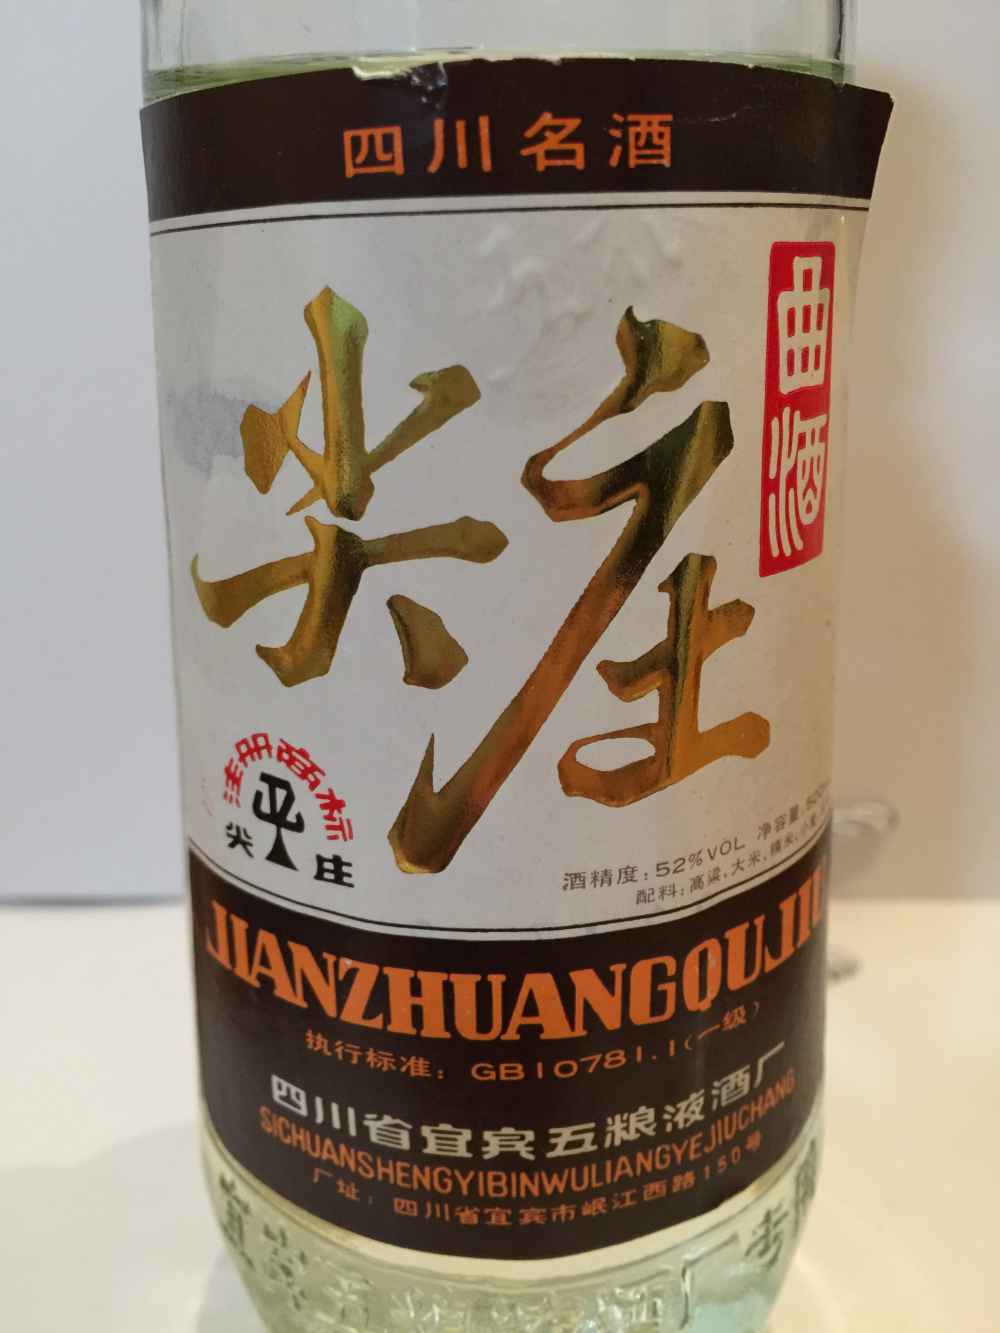 四川名酒
尖庄
曲酒
注册商标
尖 庄
酒精度:52%VOL 净容量:500
配料:高粱、大米、糯米、小麦
JIANZHUANGQUJIU
执行标准:GB10781.1(一级)
四川省宜宾五粮液酒厂
SICHUANSHENGYIBINWULIANGYEJIUCHANG
厂址:四川省宜宾市岷江西路150号